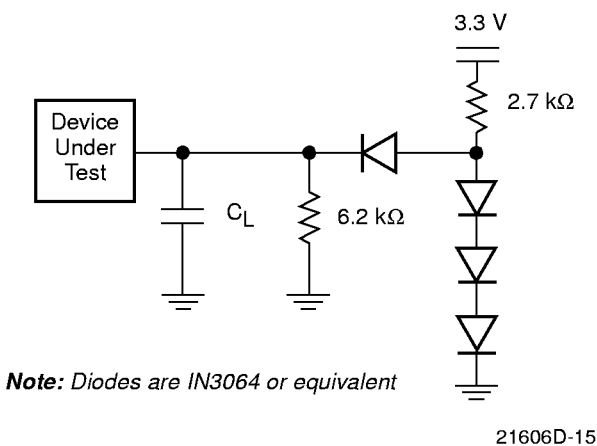 3.3 V
2.7 kΩ
Device
Under
Test
CL
6.2 kΩ
Note: Diodes are IN3064 or equivalent
21606D-15